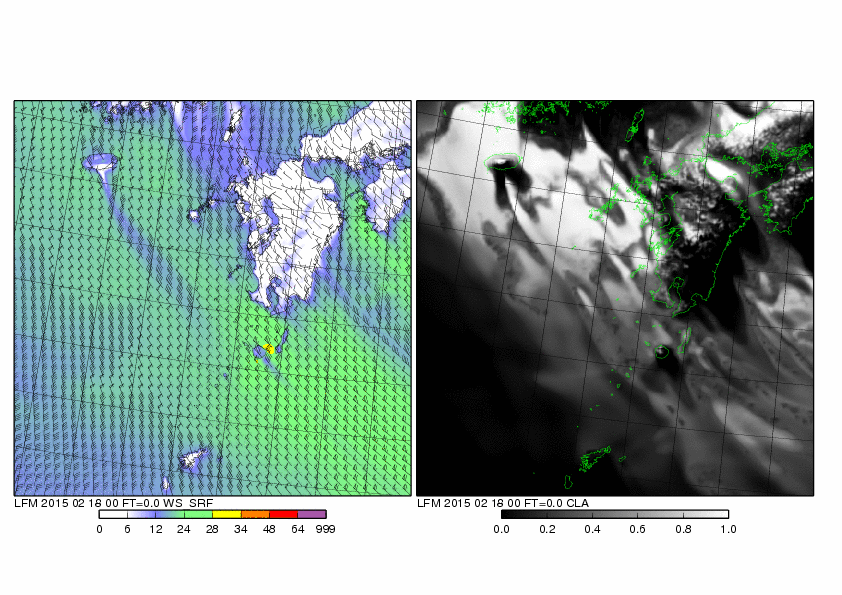 LFM 2015 02 18 00 FT=0.0 WS_SRF
0 6 12 24 28 34 48 64 999
LFM 2015 02 18 00 FT=0.0 CLA
0.0 0.2 0.4 0.6 0.8 1.0